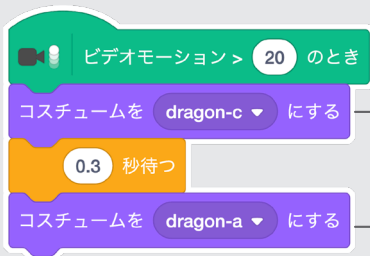 ビデオモーション > 20 のとき
コスチュームを dragon-c にする
0.3 秒待つ
コスチュームを dragon-a にする